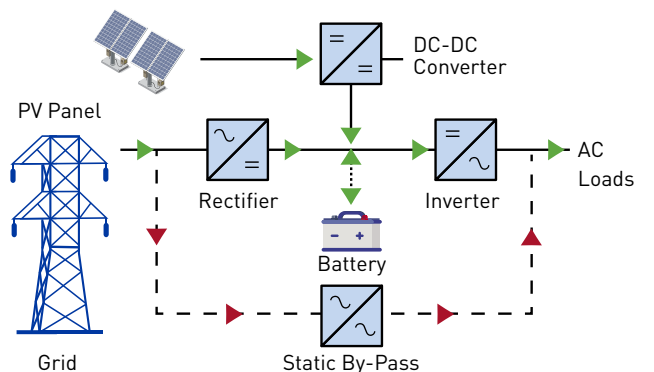 DC-DC
Converter
PV Panel
Rectifier
Inverter
AC
Loads
Battery
Grid
Static By-Pass